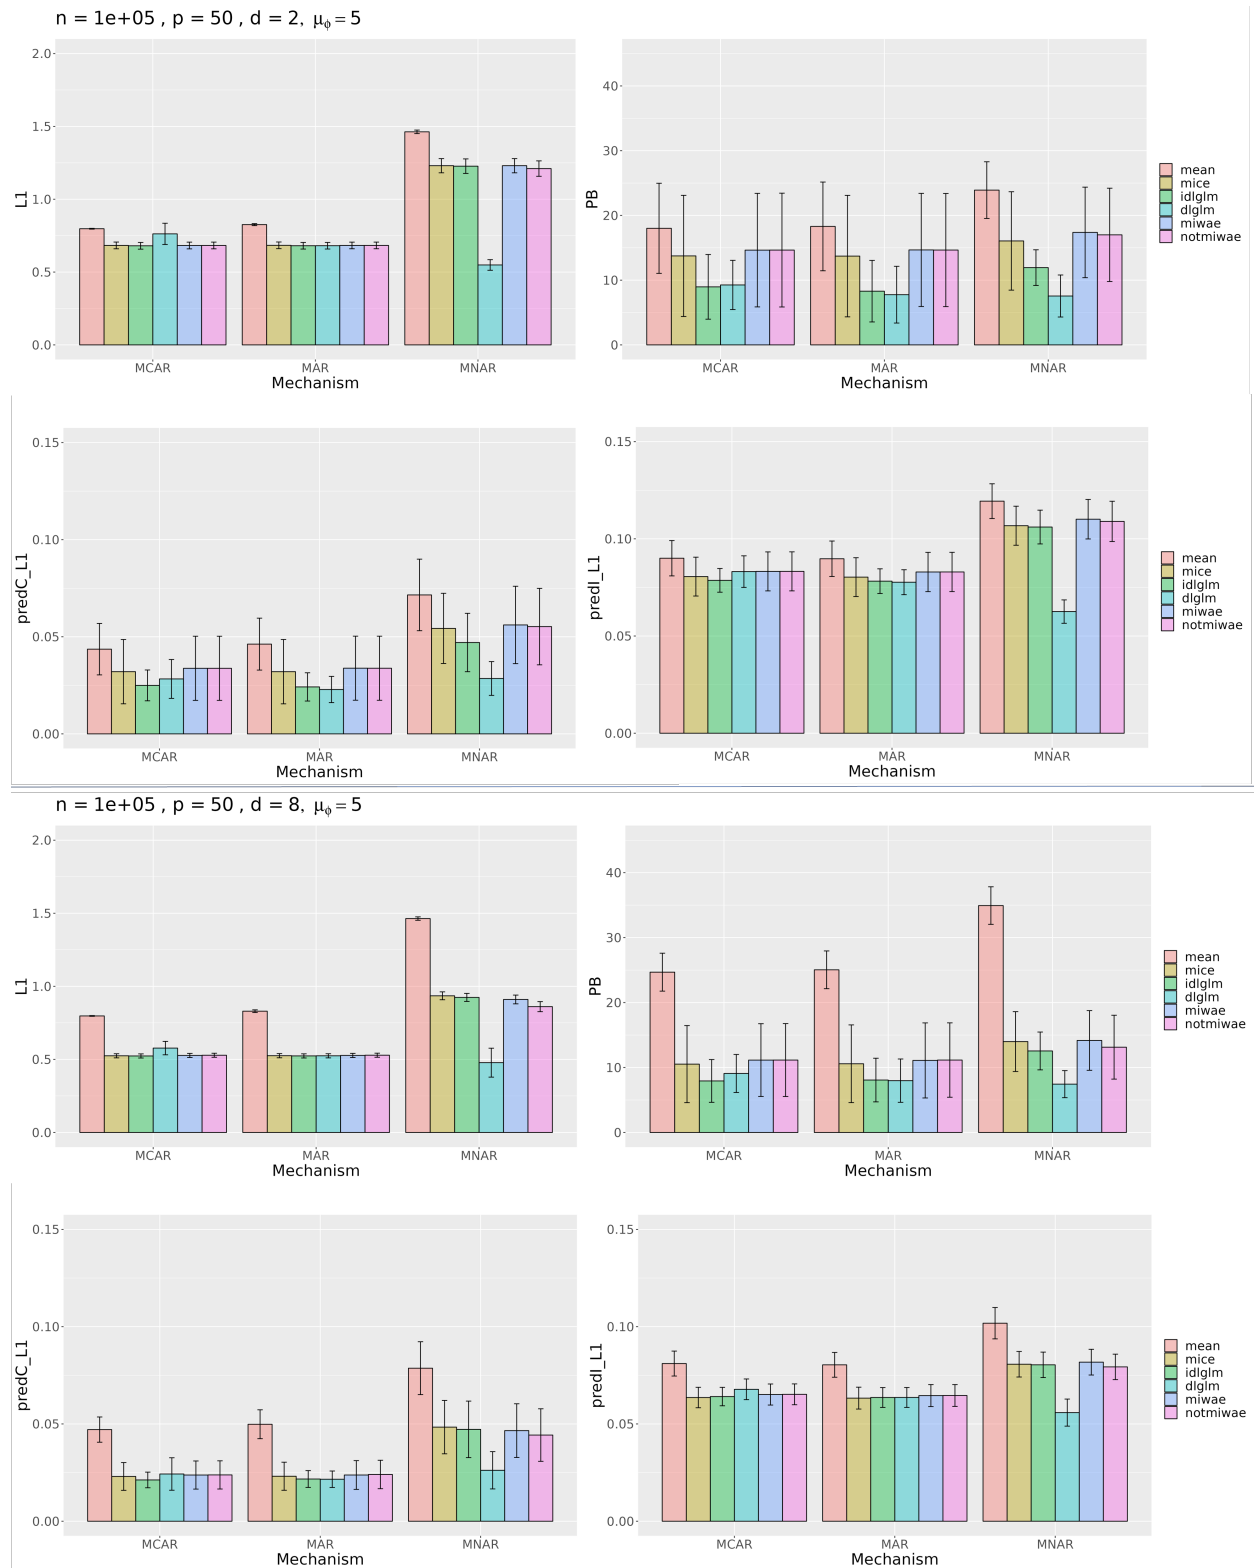 n = 1e+05 , p = 50 , d = 2, μϕ = 5
2.0
1.5
1.0
0.5
0.0
L1
MCAR MAR MNAR
Mechanism
40
30
20
10
0
PB
MCAR MAR MNAR
Mechanism
mean
mice
idlglm
dlglm
miwae
notmiwae
0.15
0.10
0.05
0.00
predC_L1
MCAR MAR MNAR
Mechanism
0.15
0.10
0.05
0.00
predI_L1
MCAR MAR MNAR
Mechanism
mean
mice
idlglm
dlglm
miwae
notmiwae
n = 1e+05 , p = 50 , d = 8, μϕ = 5
2.0
1.5
1.0
0.5
0.0
L1
MCAR MAR MNAR
Mechanism
40
30
20
10
0
PB
MCAR MAR MNAR
Mechanism
mean
mice
idlglm
dlglm
miwae
notmiwae
0.15
0.10
0.05
0.00
predC_L1
MCAR MAR MNAR
Mechanism
0.15
0.10
0.05
0.00
predI_L1
MCAR MAR MNAR
Mechanism
mean
mice
idlglm
dlglm
miwae
notmiwae